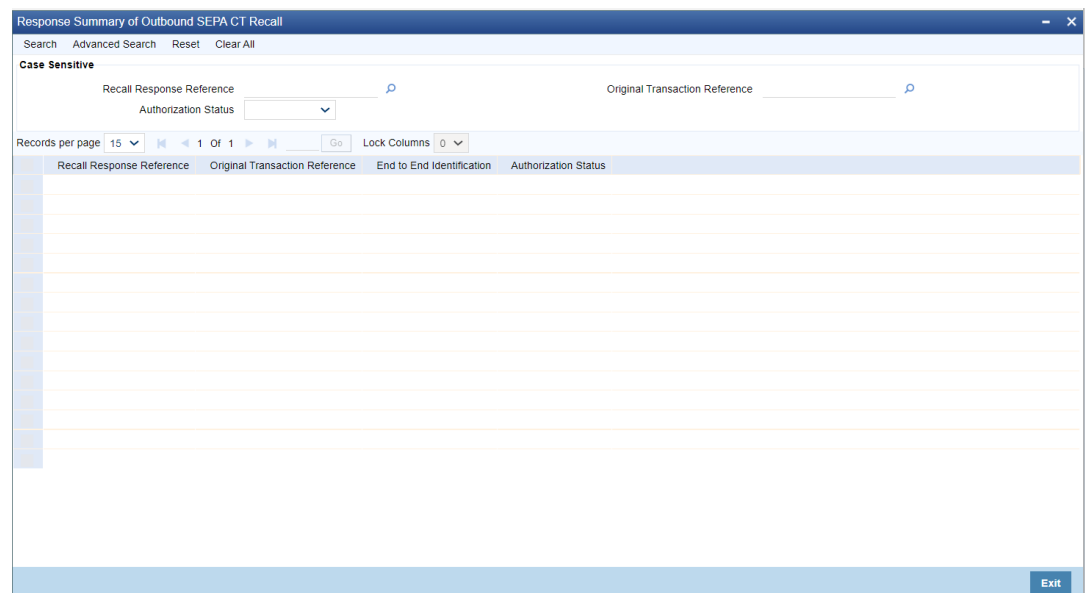 Response Summary of Outbound SEPA CT Recall
Search Advanced Search Reset Clear All
Case Sensitive
Recall Response Reference Original Transaction Reference
Authorization Status
Records per page 15 1 Of 1 Go Lock Columns 0
Recall Response Reference Original Transaction Reference End to End Identification Authorization Status
Exit